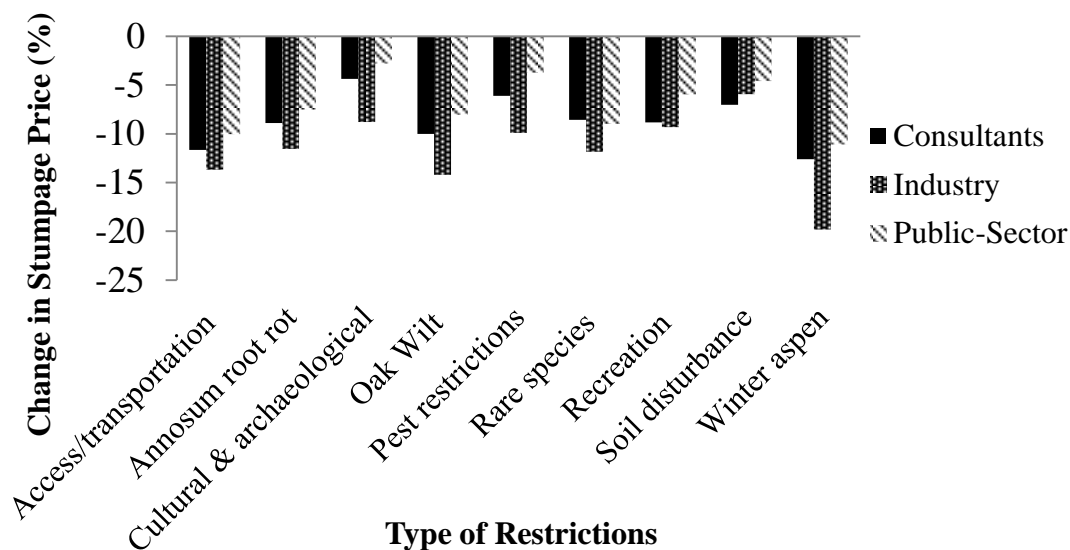 Change in Stumpage Price (%)
0
-5
-10
-15
-20
-25
Consultants
Industry
Public-Sector
Access/transportation
Annosum root rot
Cultural & archaeological
Oak Wilt
Pest restrictions
Rare species
Recreation
Soil disturbance
Winter aspen
Type of Restrictions